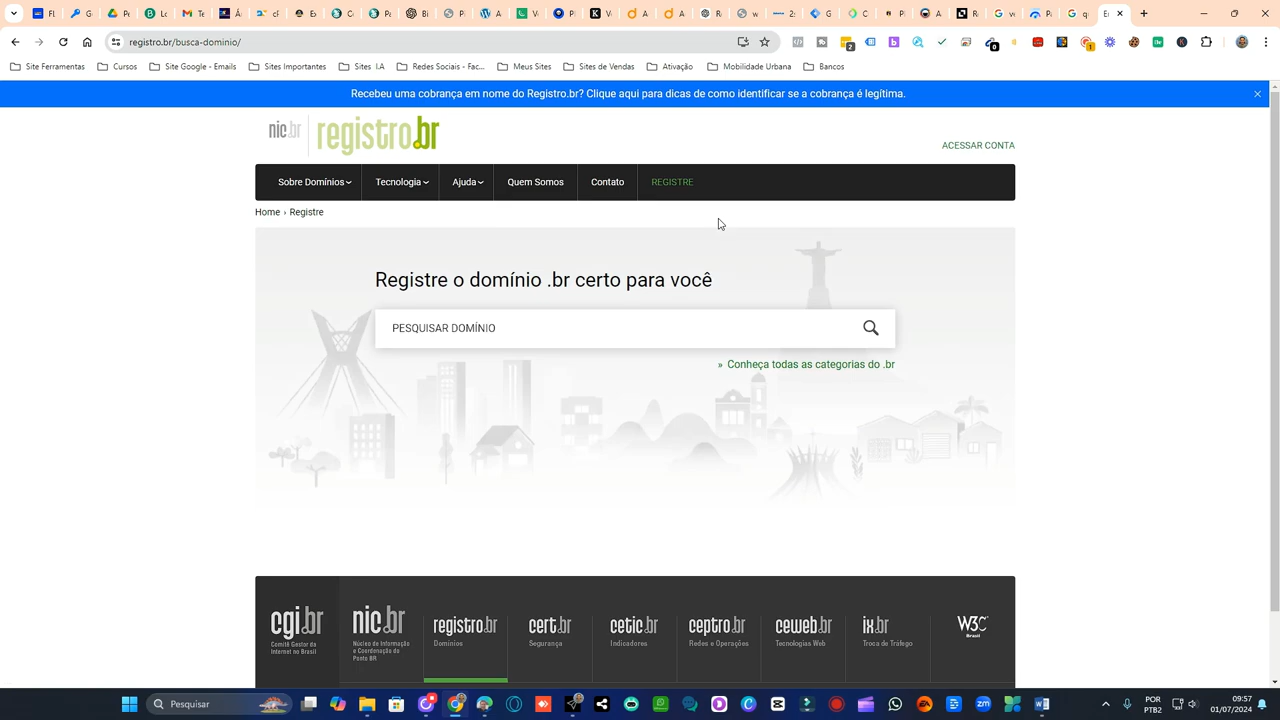 registro.br/busca-dominio/
2
0
1
Site Ferramentas
Cursos
Site Google - Emails
Sites Importantes
Sites I.A
Redes Sociais - Fac...
Meus Sites
Sites de Vendas
Ativação
Mobilidade Urbana
Bancos
Recebeu uma cobrança em nome do Registro.br? Clique aqui para dicas de como identificar se a cobrança é legítima.
nic.br
registro.br
ACESSAR CONTA
Sobre Domínios
Tecnologia
Ajuda
Quem Somos
Contato
REGISTRE
Home › Registre
Registre o domínio .br certo para você
PESQUISAR DOMÍNIO
» Conheça todas as categorias do .br
cgi.br
Comitê Gestor da
Internet no Brasil
nic.br
Núcleo de Informação
e Coordenação do
Ponto BR
registro.br
Domínios
cert.br
Segurança
cetic.br
Indicadores
ceptro.br
Redes e Operações
ceweb.br
Tecnologias Web
ix.br
Troca de Tráfego
W3C
Brasil
Pesquisar
POR
PTB2
09:57
01/07/2024